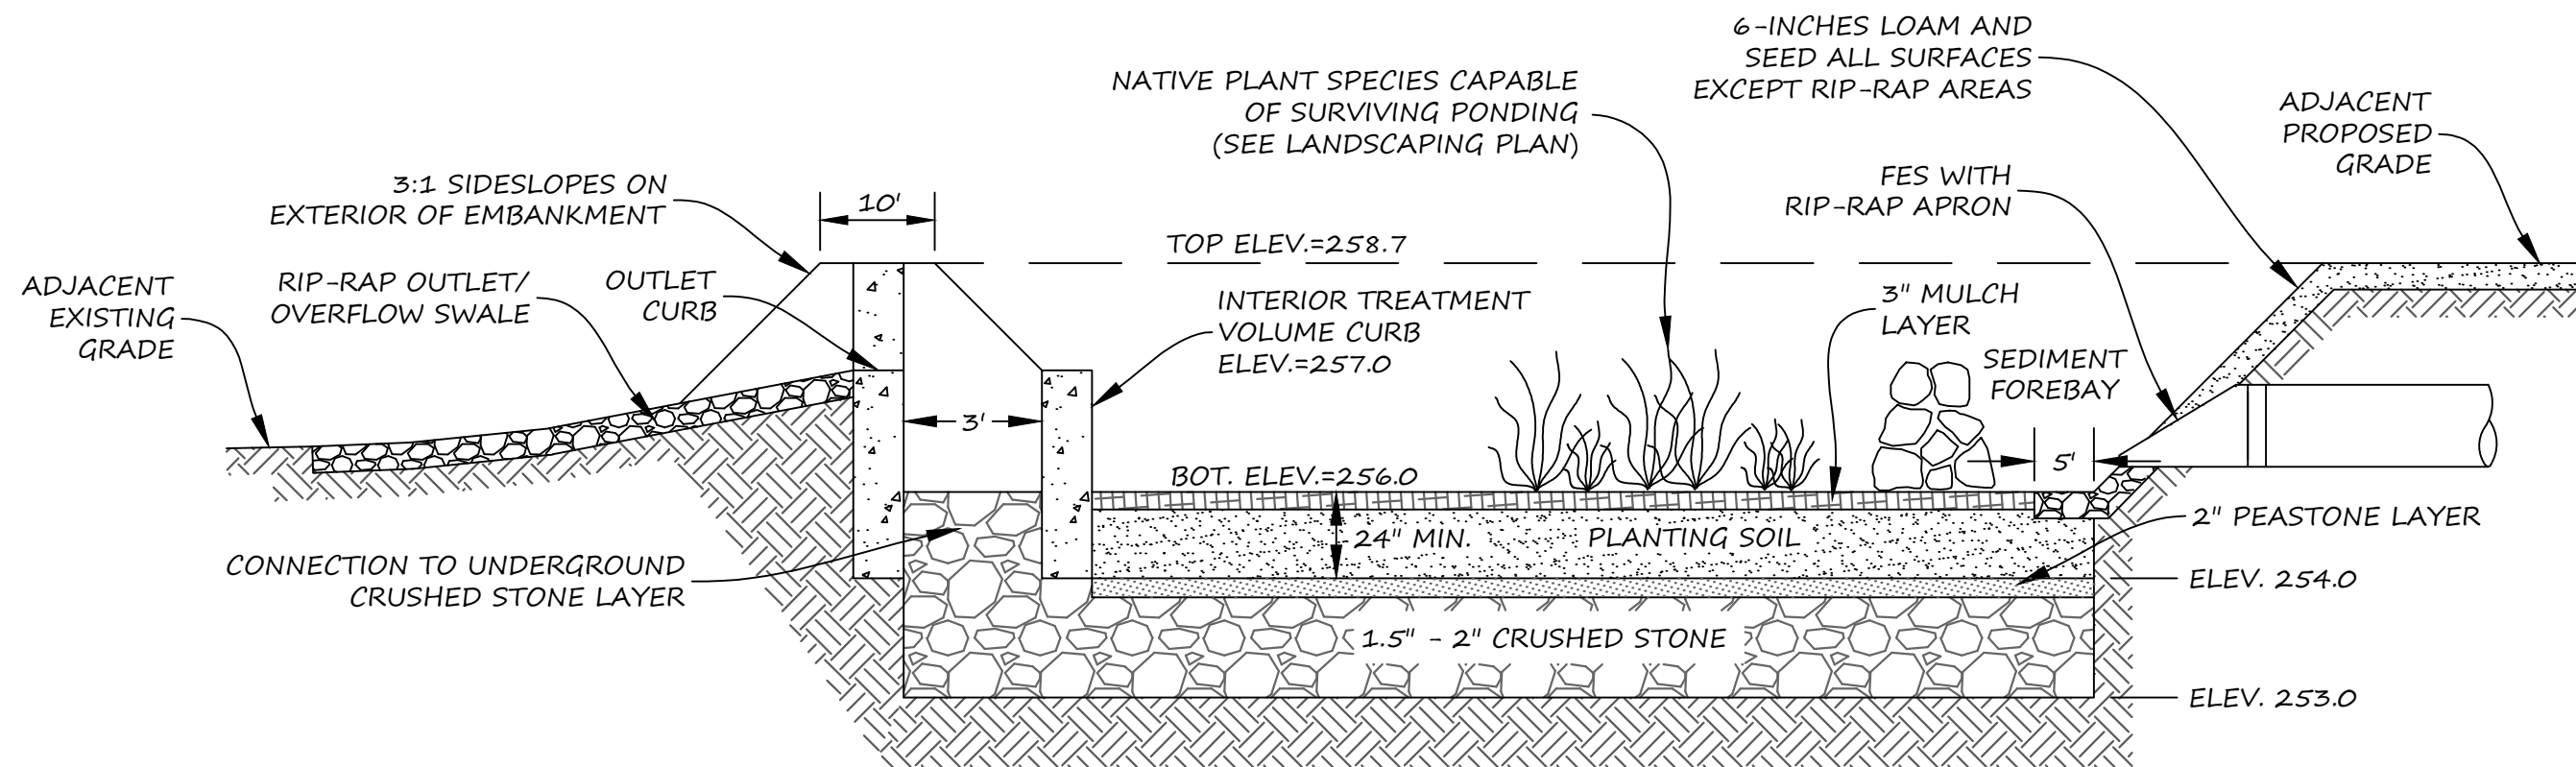 6-INCHES LOAM AND
SEED ALL SURFACES
EXCEPT RIP-RAP AREAS
NATIVE PLANT SPECIES CAPABLE
OF SURVIVING PONDING
(SEE LANDSCAPING PLAN)
ADJACENT
PROPOSED
GRADE
3:1 SIDESLOPES ON
EXTERIOR OF EMBANKMENT
10'
FES WITH
RIP-RAP APRON
TOP ELEV.=258.7
ADJACENT
EXISTING
GRADE
RIP-RAP OUTLET/
OVERFLOW SWALE
OUTLET
CURB
INTERIOR TREATMENT
VOLUME CURB
ELEV.=257.0
3" MULCH
LAYER
SEDIMENT
FOREBAY
3'
5'
BOT. ELEV.=256.0
24" MIN.
PLANTING SOIL
2" PEASTONE LAYER
CONNECTION TO UNDERGROUND
CRUSHED STONE LAYER
ELEV. 254.0
1.5" - 2" CRUSHED STONE
ELEV. 253.0